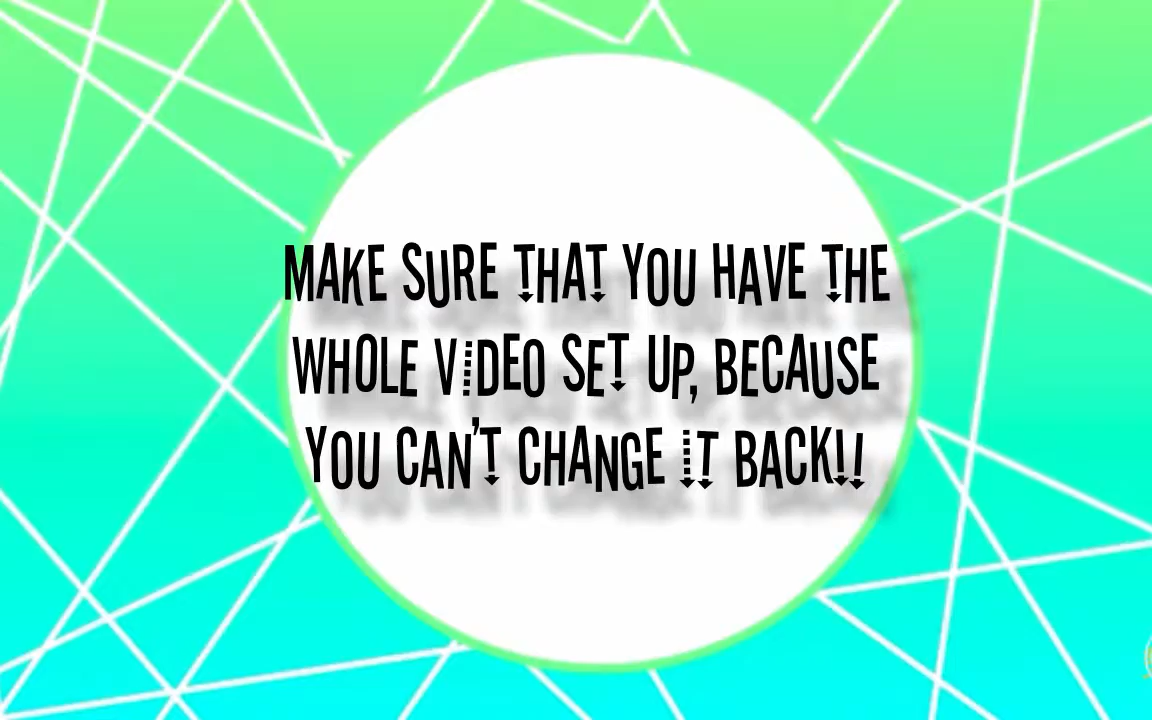 MAKE SURE THAT YOU HAVE THE
WHOLE VIDEO SET UP, BECAUSE
YOU CAN'T CHANGE IT BACK!!